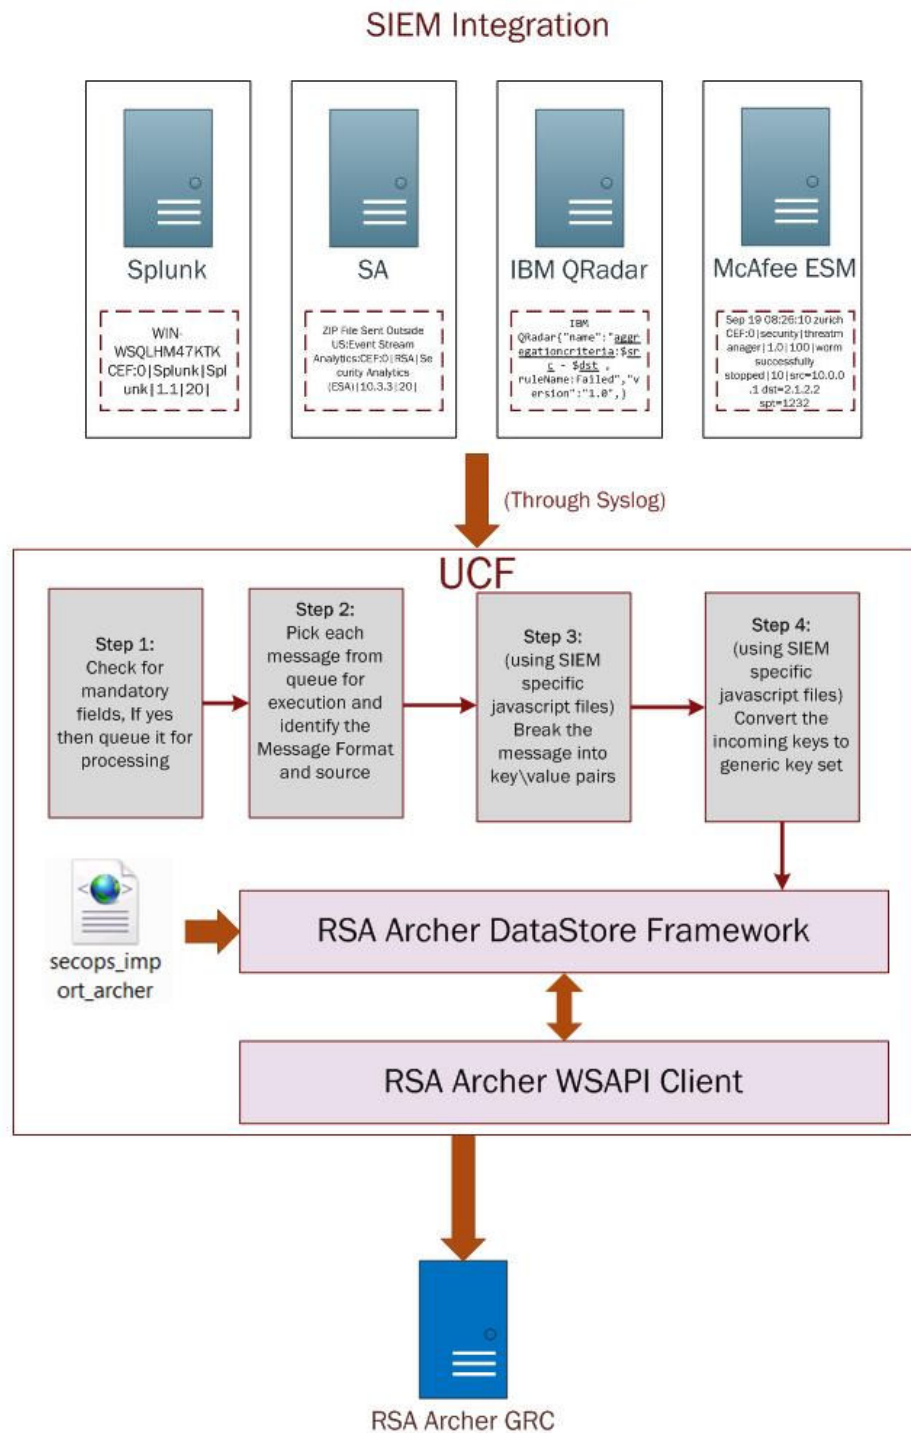 SIEM Integration
Splunk
WIN-
WSQLHM47KTK
CEF:0|Splunk|Spl
unk|1.1|20|
SA
ZIP File Sent Outside
US:Event Stream
Analytics:CEF:0|RSA|Se
curity Analytics
(ESA)|10.3.3|20|
IBM QRadar
IBM
QRadar{"name":"aggr
egationcriteria:$sr
c - $dst ,
ruleName:Failed","v
ersion":"1.0",}
McAfee ESM
Sep 19 08:26:10 zurich
CEF:0|security|threatm
anager|1.0|100|worm
successfully
stopped|10|src=10.0.0
.1 dst=2.1.2.2
spt=1232
(Through Syslog)
UCF
Step 1:
Check for
mandatory
fields, If yes
then queue it for
processing
Step 2:
Pick each
message from
queue for
execution and
identify the
Message Format
and source
Step 3:
(using SIEM
specific
javascript files)
Break the
message into
key\value pairs
Step 4:
(using SIEM
specific
javascript files)
Convert the
incoming keys to
generic key set
secops_imp
ort_archer
RSA Archer DataStore Framework
RSA Archer WSAPI Client
RSA Archer GRC